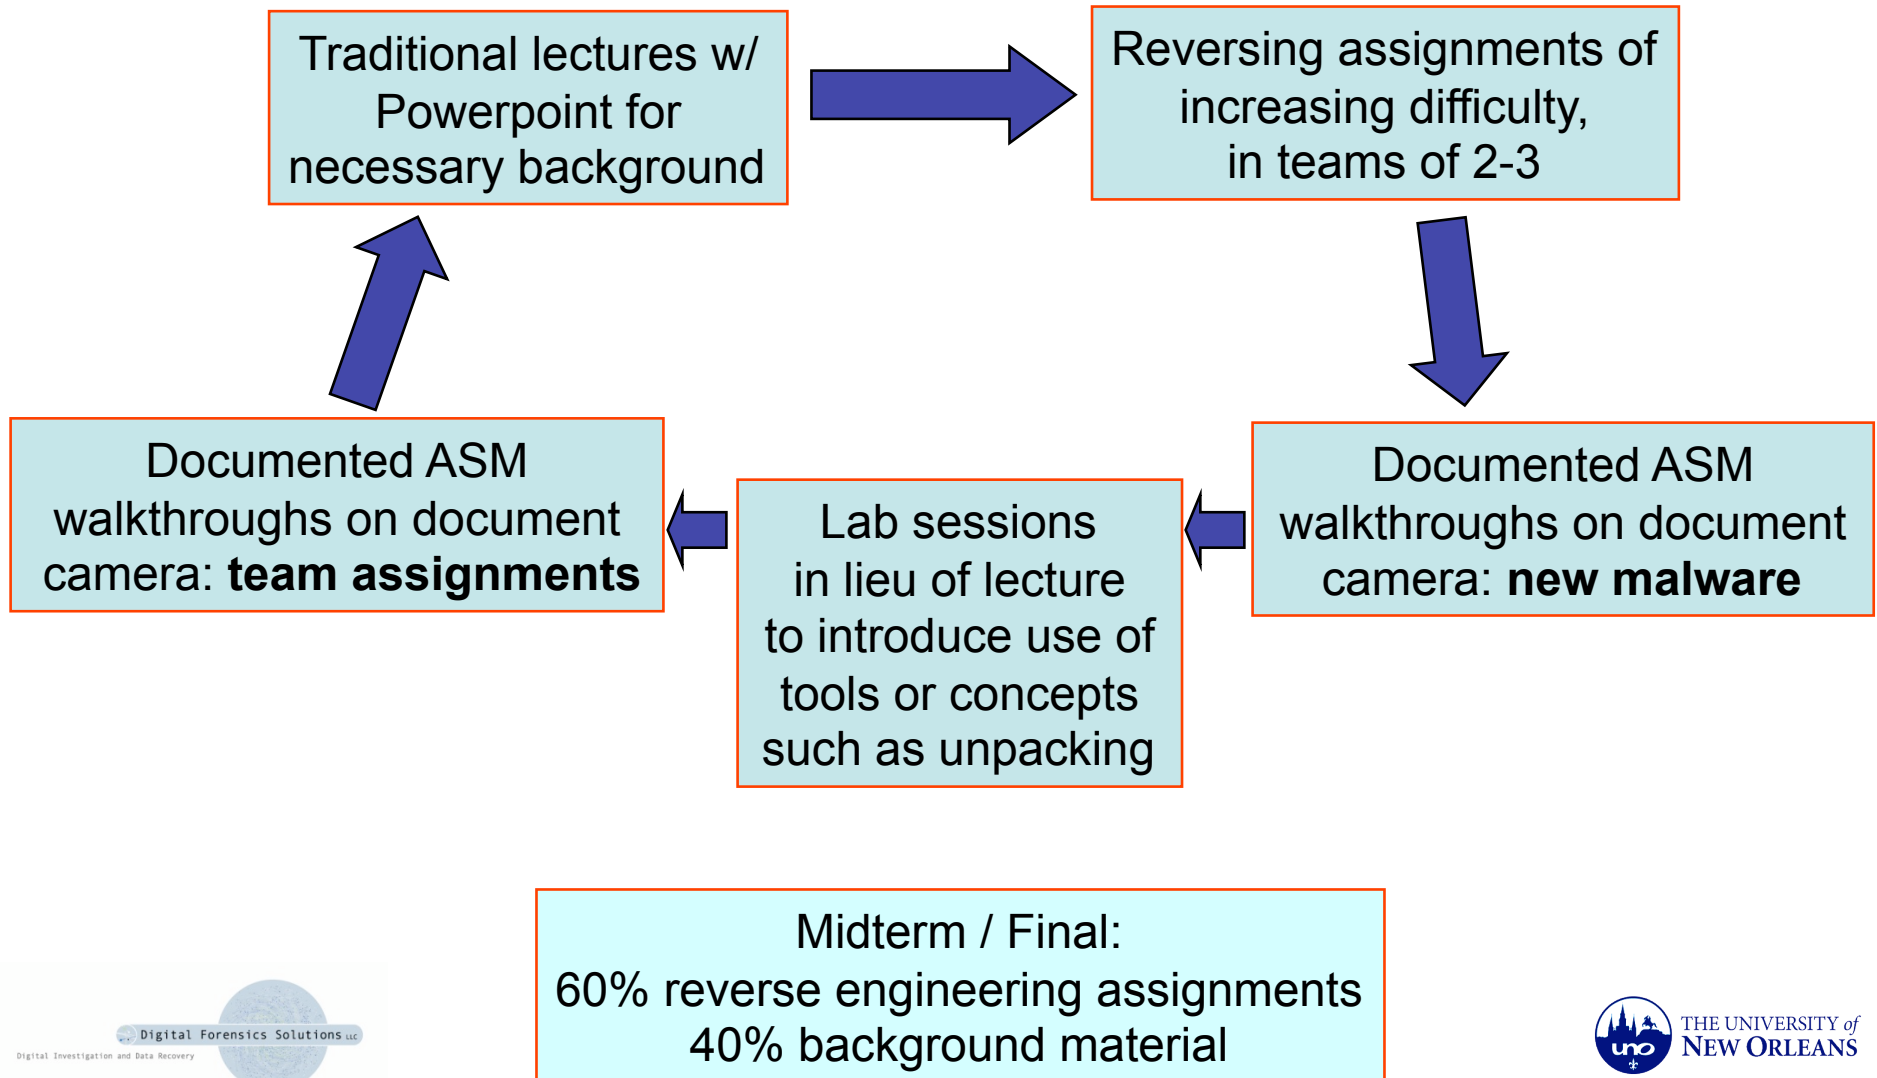 Traditional lectures w/
Powerpoint for
necessary background
Reversing assignments of
increasing difficulty,
in teams of 2-3
Documented ASM
walkthroughs on document
camera: new malware
Lab sessions
in lieu of lecture
to introduce use of
tools or concepts
such as unpacking
Documented ASM
walkthroughs on document
camera: team assignments
Midterm / Final:
60% reverse engineering assignments
40% background material
Digital Forensics Solutions LLC
Digital Investigation and Data Recovery
uno
THE UNIVERSITY of
NEW ORLEANS